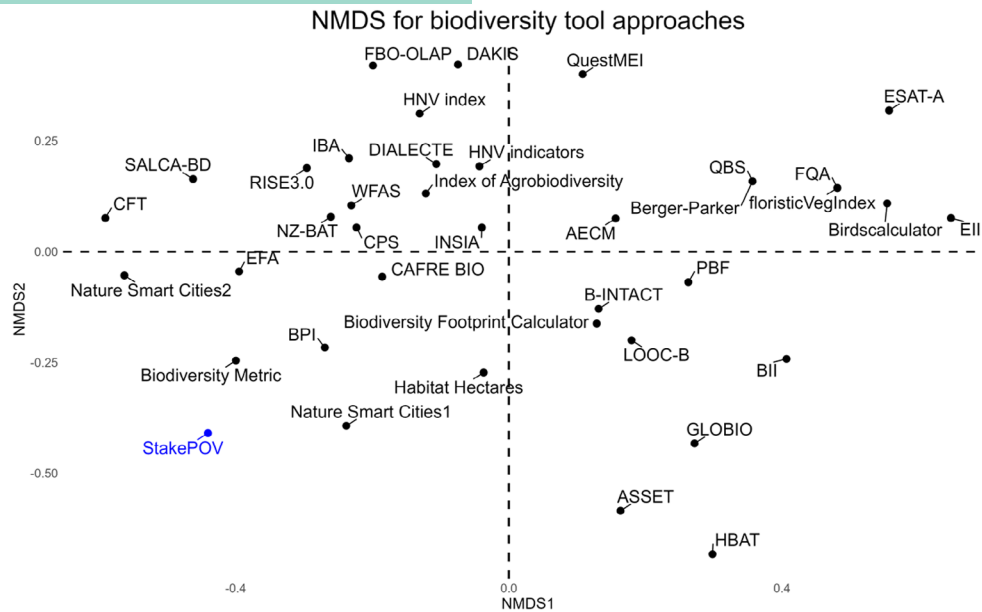 NMDS for biodiversity tool approaches
FBO-OLAP
DAKIS
QuestMEI
HNV index
ESAT-A
0.25
IBA
DIALECTE
HNV indicators
SALCA-BD
RISE3.0
Index of Agrobiodiversity
QBS
FQA
WFAS
CFT
Berger-Parker
floristicVegIndex
NZ-BAT
CPS
INSIA
AECM
Birdscalculator
EII
0.00
EFA
CAFRE BIO
PBF
Nature Smart Cities2
B-INTACT
NMDS2
Biodiversity Footprint Calculator
BPI
LOOC-B
-0.25
BII
Biodiversity Metric
Habitat Hectares
Nature Smart Cities1
GLOBIO
StakePOV
-0.50
ASSET
HBAT
-0.4
0.0
0.4
NMDS1